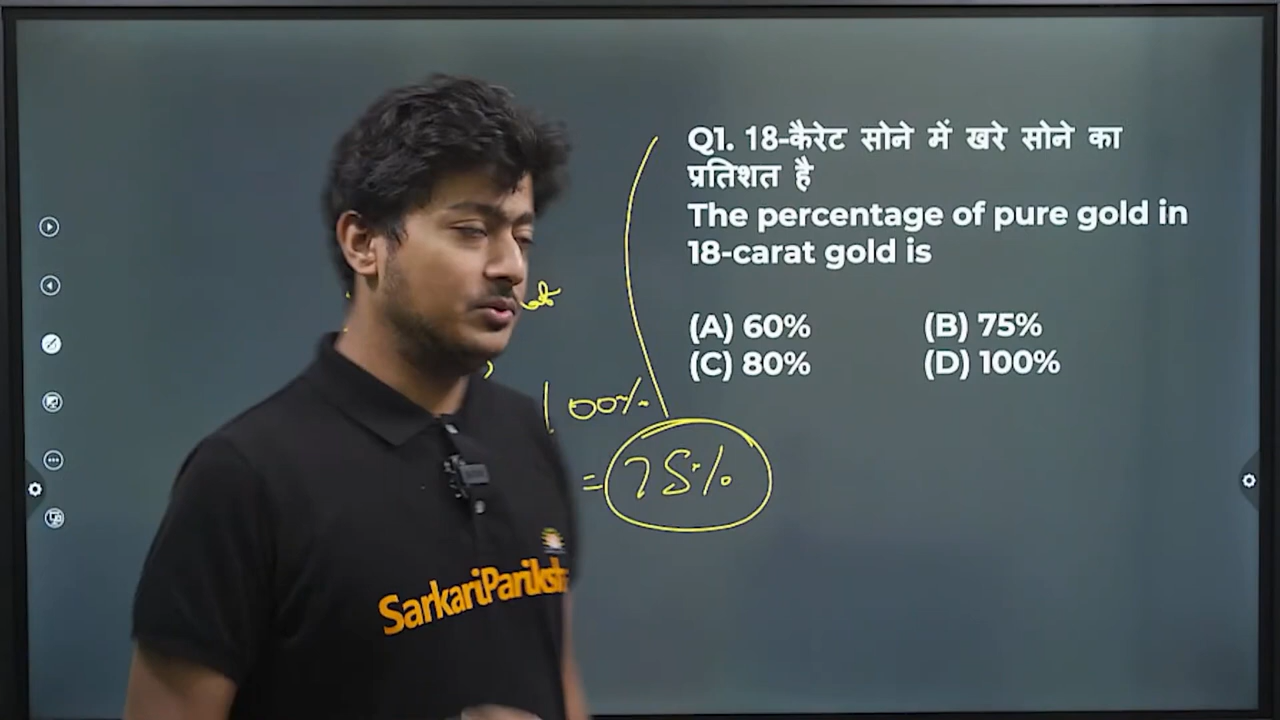 Q1. 18-कैरेट सोने में खरे सोने का
प्रतिशत है
The percentage of pure gold in
18-carat gold is
(A) 60% (B) 75%
(C) 80% (D) 100%
100%
= 75%
SarkariPariksh